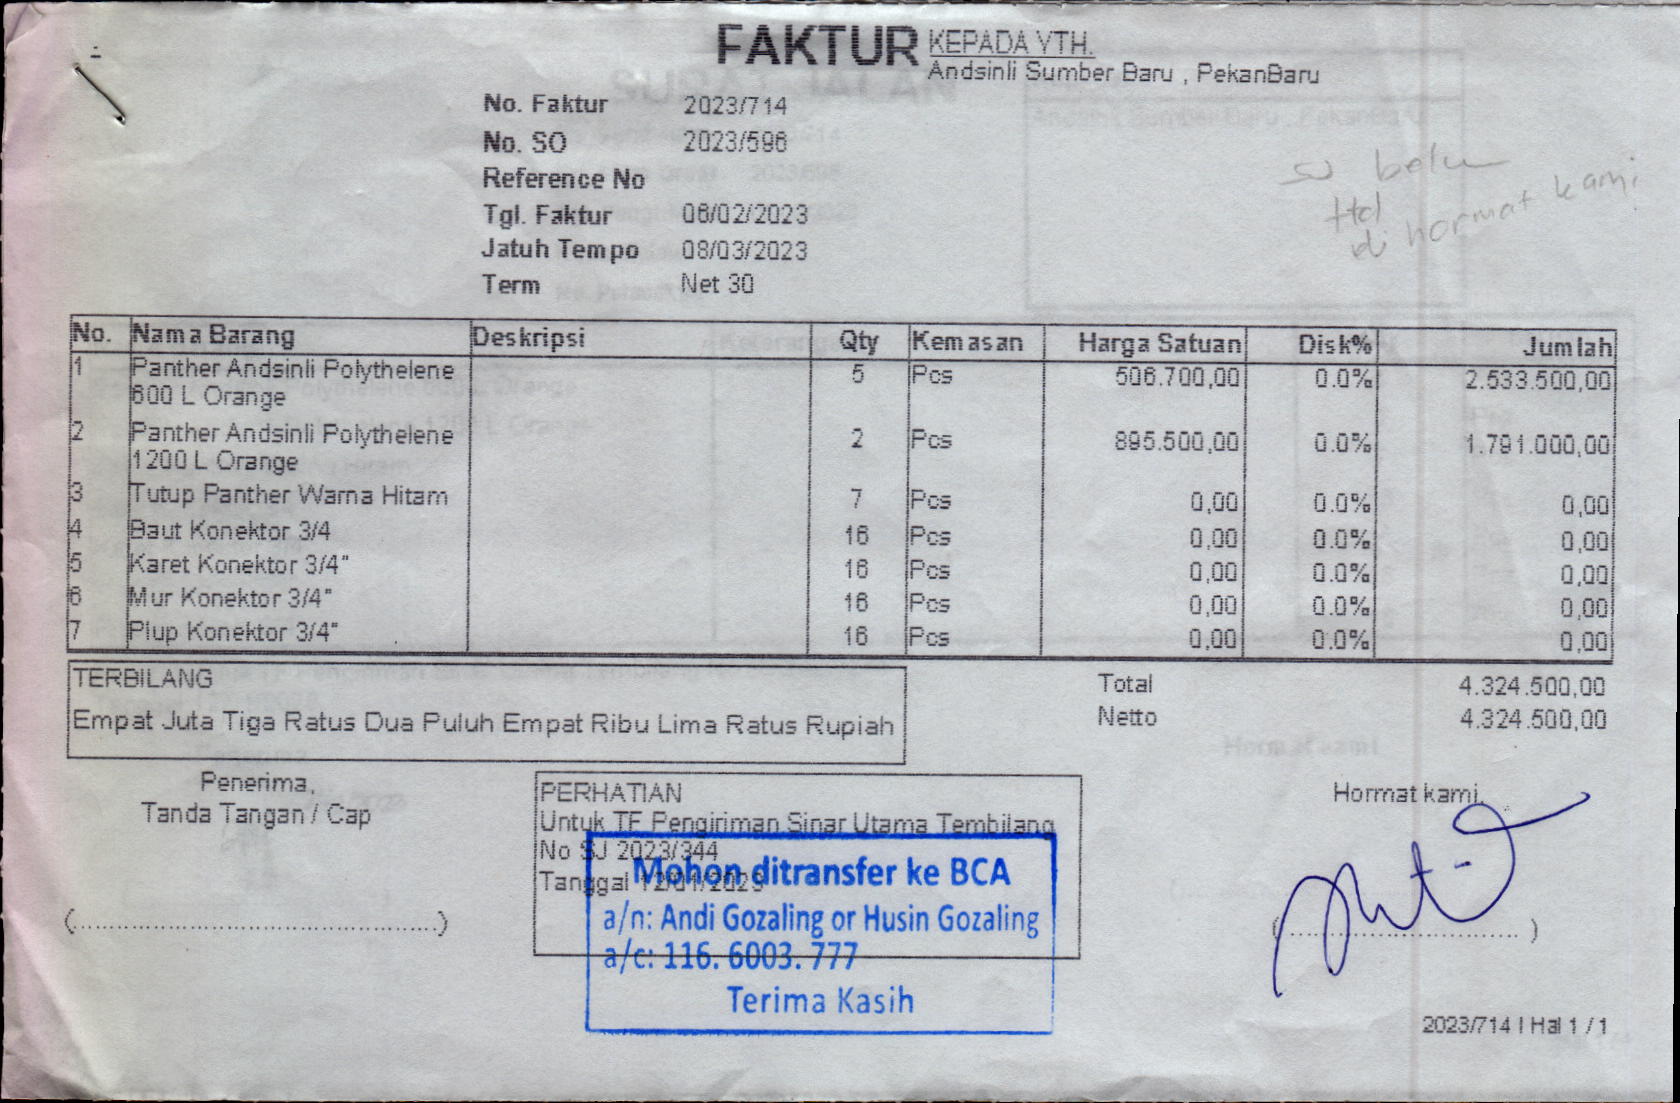 FAKTUR
KEPADA YTH.
Andsinli Sumber Baru , PekanBaru
No. Faktur 2023/714
No. SO 2023/596
Reference No
Tgl. Faktur 06/02/2023
Jatuh Tempo 08/03/2023
Term Net 30
SJ belu
ttd
di hormat kami
No. Nama Barang Deskripsi Qty Kemasan Harga Satuan Disk% Jumlah
1 Panther Andsinli Polythelene 5 Pcs 506.700,00 0.0% 2.533.500,00
600 L Orange
2 Panther Andsinli Polythelene 2 Pcs 895.500,00 0.0% 1.791.000,00
1200 L Orange
3 Tutup Panther Warna Hitam 7 Pcs 0,00 0.0% 0,00
4 Baut Konektor 3/4 16 Pcs 0,00 0.0% 0,00
5 Karet Konektor 3/4" 16 Pcs 0,00 0.0% 0,00
6 Mur Konektor 3/4" 16 Pcs 0,00 0.0% 0,00
7 Plup Konektor 3/4" 16 Pcs 0,00 0.0% 0,00
TERBILANG
Empat Juta Tiga Ratus Dua Puluh Empat Ribu Lima Ratus Rupiah
Total 4.324.500,00
Netto 4.324.500,00
Penerima,
Tanda Tangan / Cap
(.................................................)
PERHATIAN
Untuk TF Pengiriman Sinar Utama Tembilang
No SJ 2023/344
Tanggal
Mohon ditransfer ke BCA
a/n: Andi Gozaling or Husin Gozaling
a/c: 116. 6003. 777
Terima Kasih
Hormat kami,
(.................................)
2023/714 | Hal 1 / 1